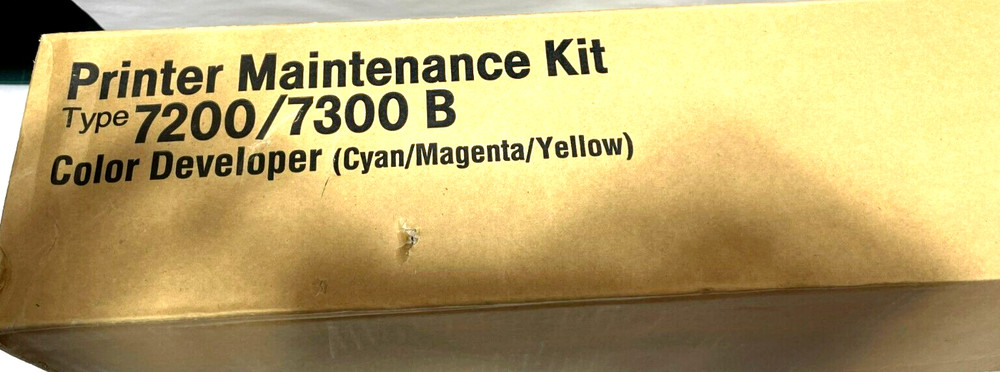 Printer Maintenance Kit
Type 7200/7300 B
Color Developer (Cyan/Magenta/Yellow)